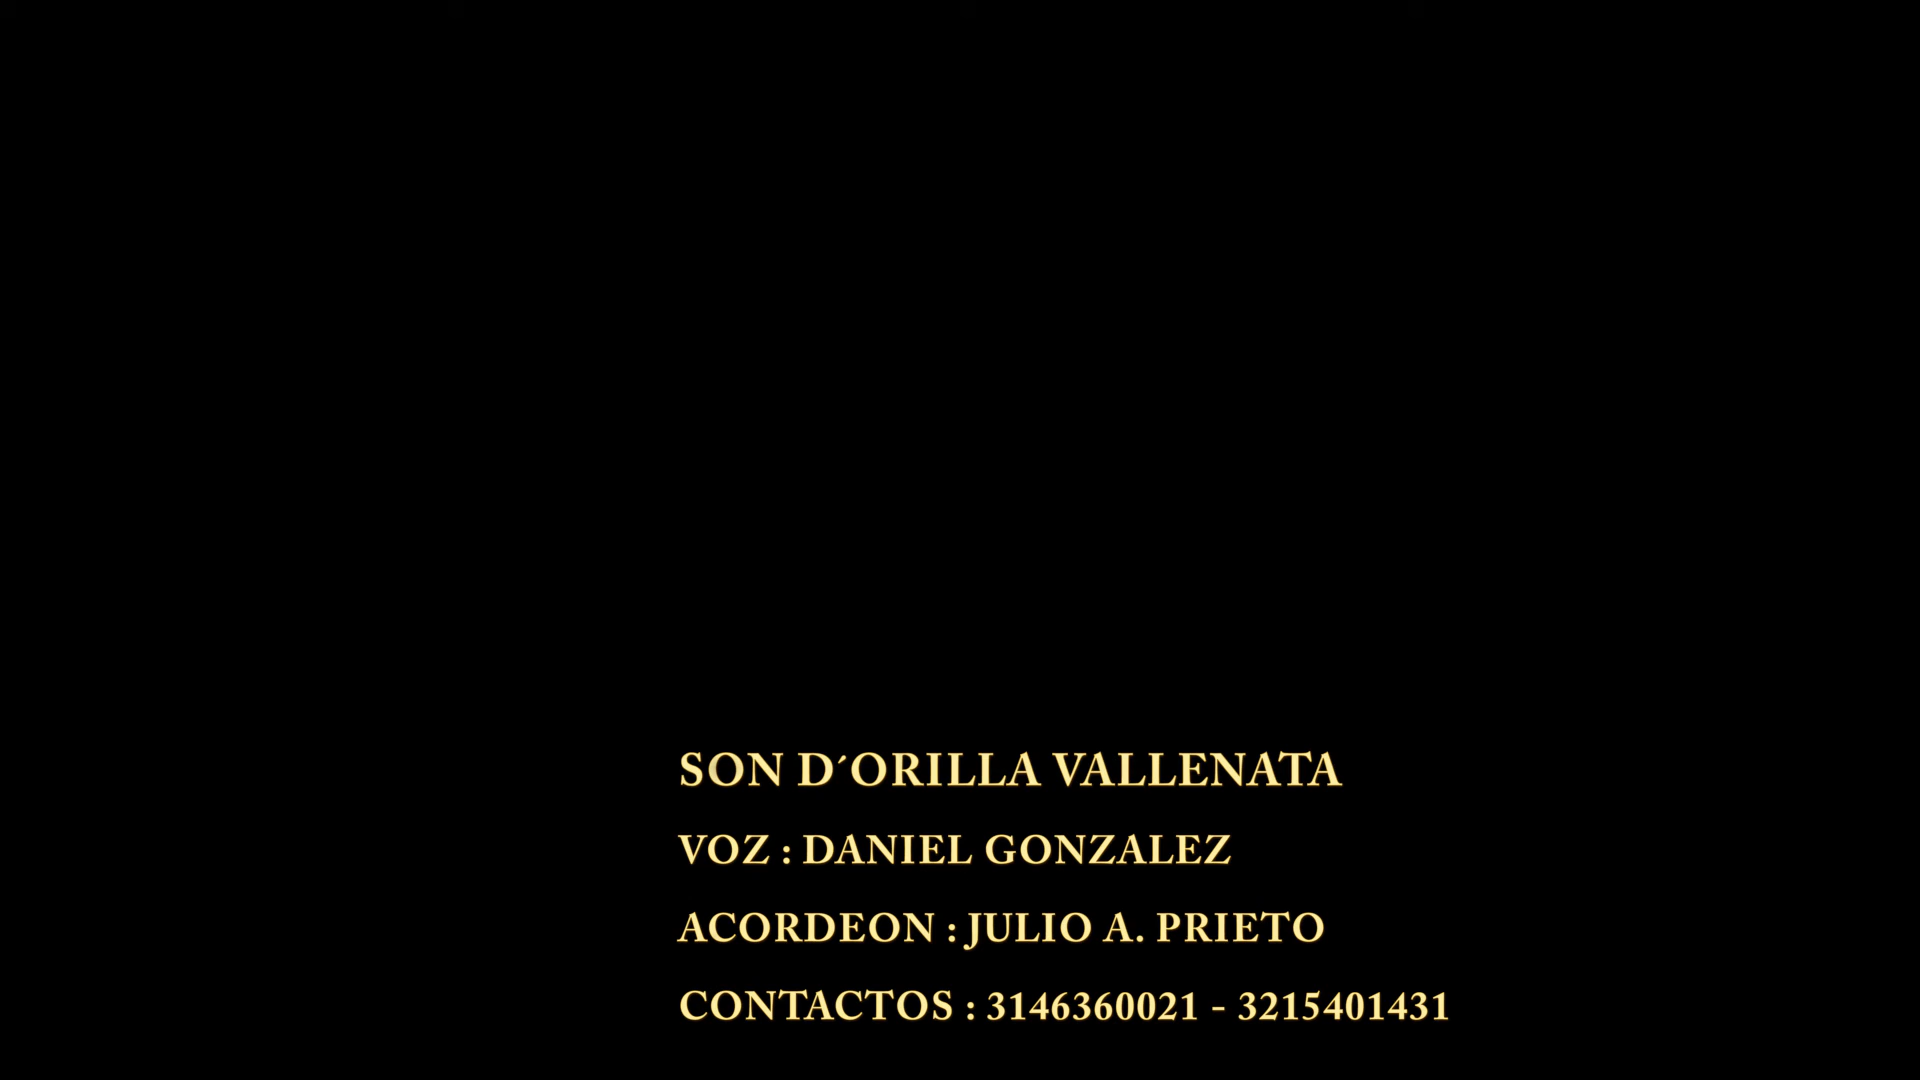 SON D´ORILLA VALLENATA
VOZ : DANIEL GONZALEZ
ACORDEON : JULIO A. PRIETO
CONTACTOS : 3146360021 - 3215401431